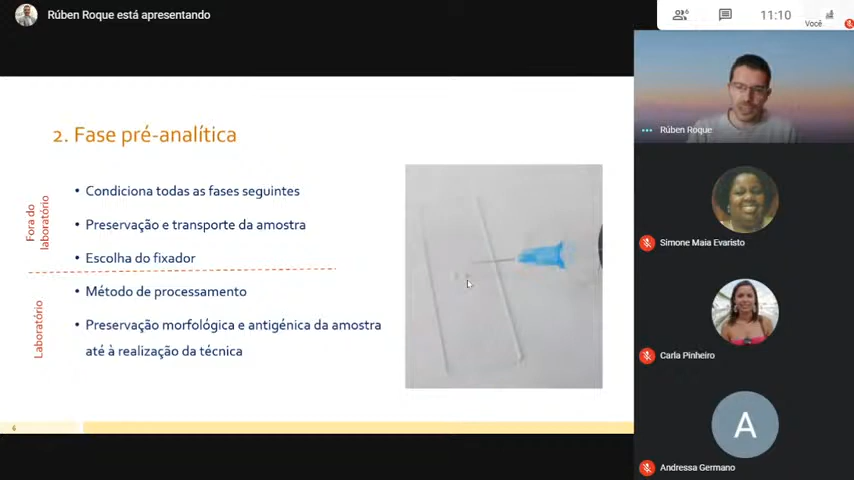 Rúben Roque está apresentando
6
11:10
Você
2. Fase pré-analítica
Fora do
laboratório
• Condiciona todas as fases seguintes
• Preservação e transporte da amostra
• Escolha do fixador
Laboratório
• Método de processamento
• Preservação morfológica e antigénica da amostra
até à realização da técnica
Rúben Roque
Simone Maia Evaristo
Carla Pinheiro
A
Andressa Germano